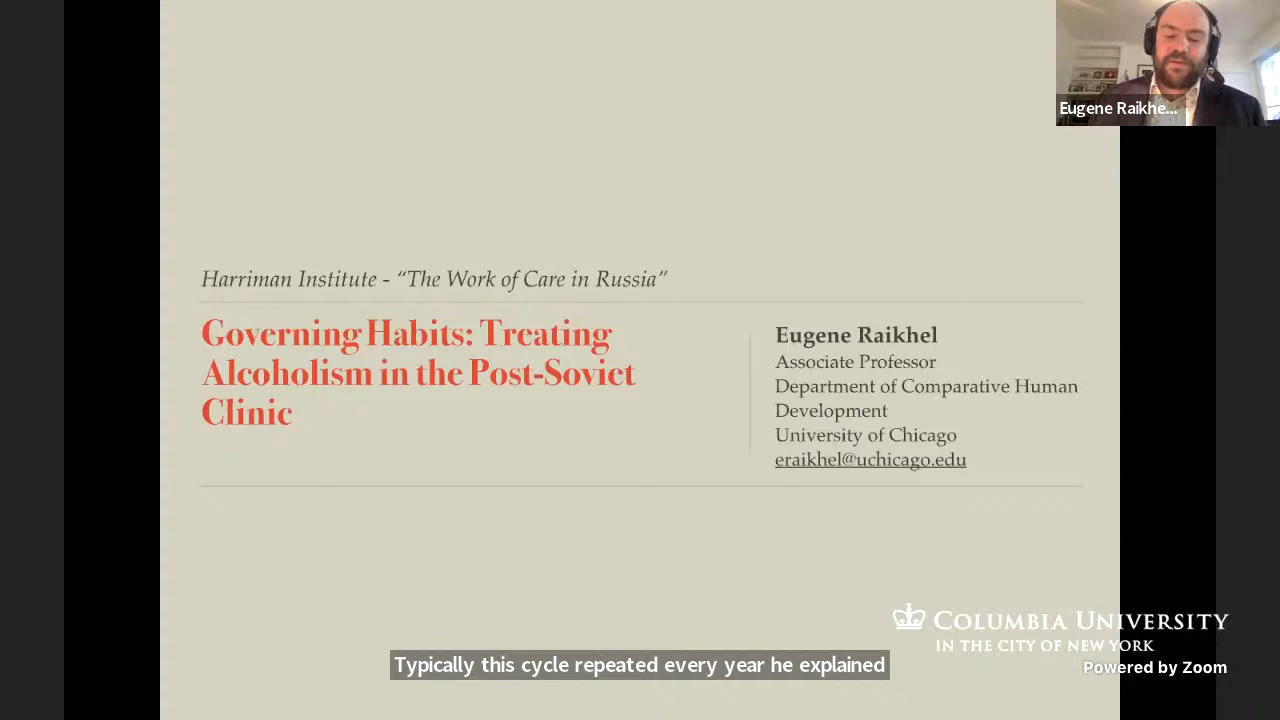 Eugene Raikhe...
Harriman Institute - “The Work of Care in Russia”
Governing Habits: Treating
Alcoholism in the Post-Soviet
Clinic
Eugene Raikhel
Associate Professor
Department of Comparative Human
Development
University of Chicago
eraikhel@uchicago.edu
COLUMBIA UNIVERSITY
IN THE CITY OF NEW YORK
Typically this cycle repeated every year he explained
Powered by Zoom